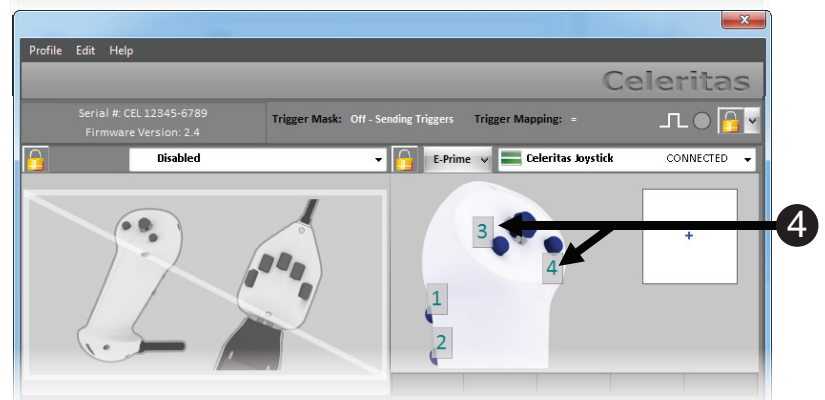 Profile Edit Help
Celeritas
Serial #: CEL 12345-6789
Firmware Version: 2.4
Trigger Mask: Off - Sending Triggers Trigger Mapping: =
Disabled
E-Prime Celeritas Joystick CONNECTED
3
4
4
1
2